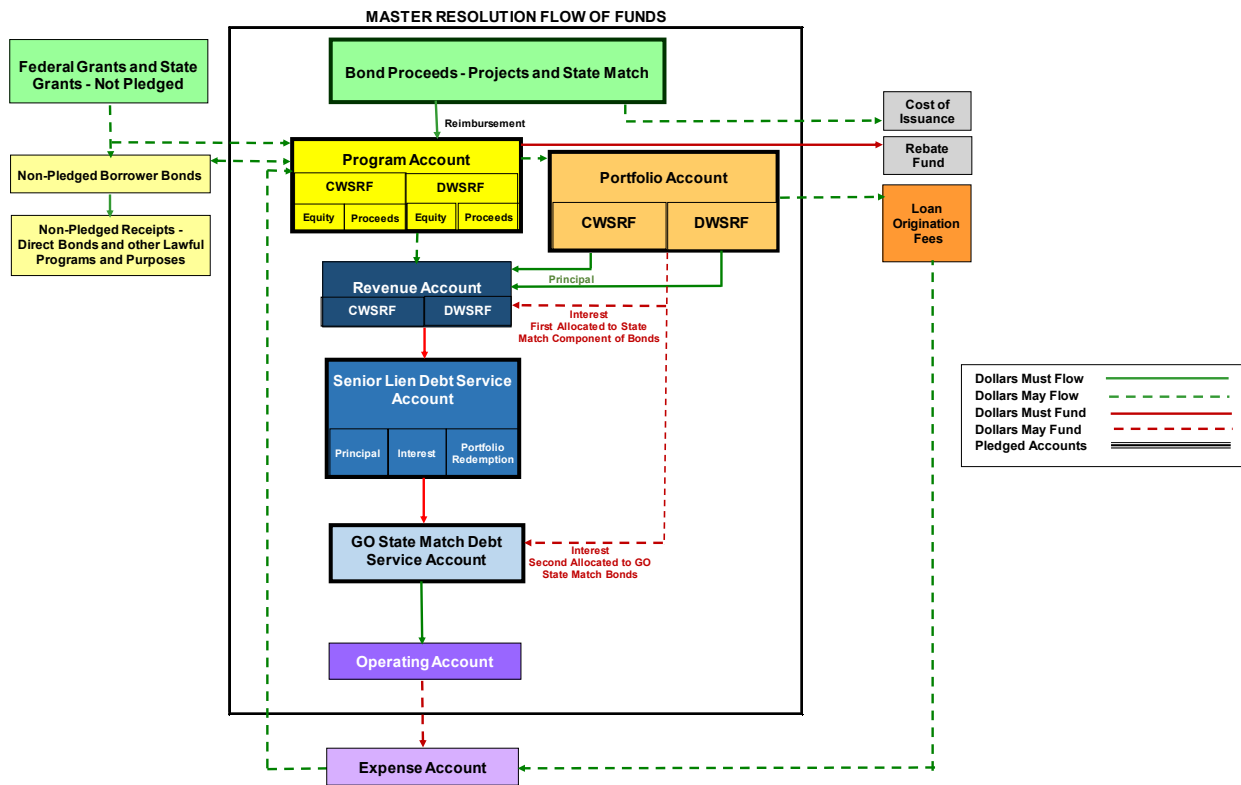 MASTER RESOLUTION FLOW OF FUNDS
Federal Grants and State
Grants - Not Pledged
Bond Proceeds - Projects and State Match
Cost of
Issuance
Reimbursement
Rebate
Fund
Non-Pledged Borrower Bonds
Program Account
CWSRF
DWSRF
Equity
Proceeds
Equity
Proceeds
Portfolio Account
CWSRF
DWSRF
Loan
Origination
Fees
Non-Pledged Receipts -
Direct Bonds and other Lawful
Programs and Purposes
Principal
Revenue Account
CWSRF
DWSRF
Interest
First Allocated to State
Match Component of Bonds
Senior Lien Debt Service
Account
Principal
Interest
Portfolio
Redemption
Dollars Must Flow
Dollars May Flow
Dollars Must Fund
Dollars May Fund
Pledged Accounts
GO State Match Debt
Service Account
Interest
Second Allocated to GO
State Match Bonds
Operating Account
Expense Account